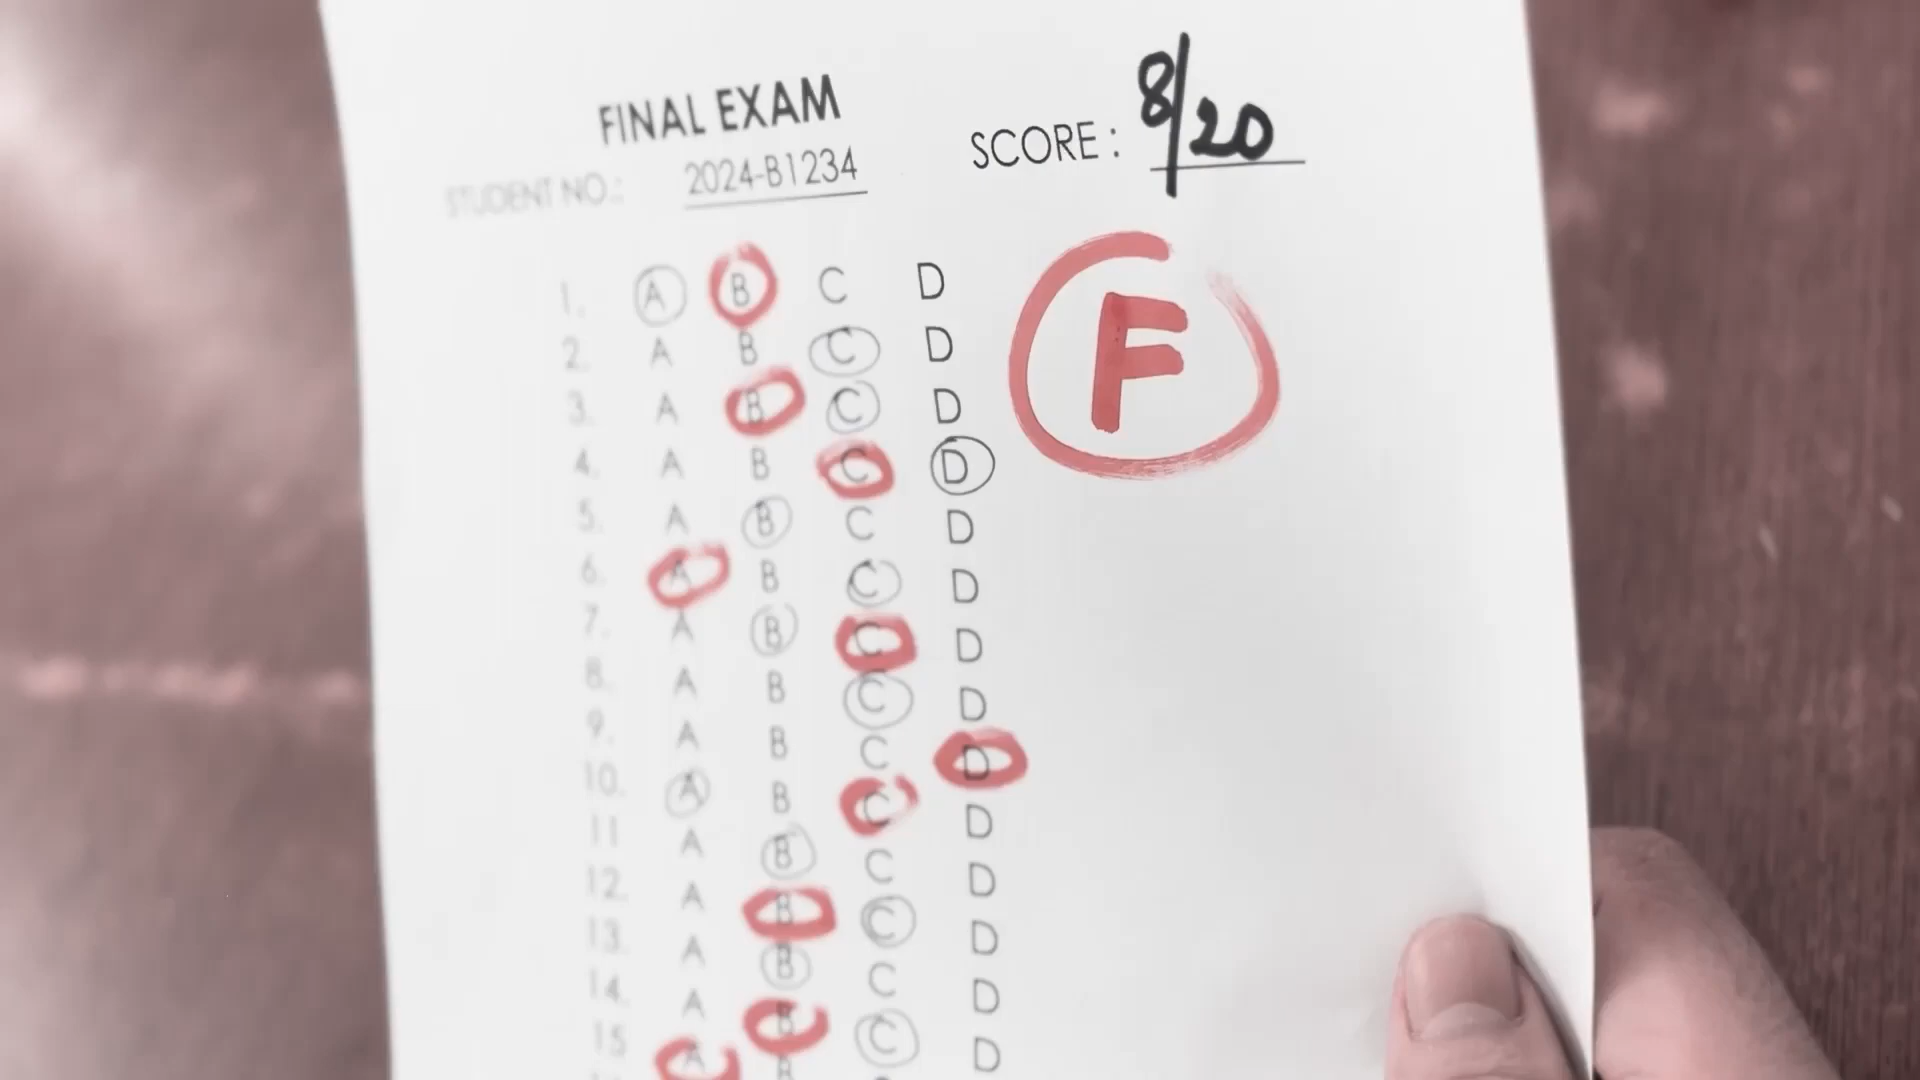 FINAL EXAM
SCORE: 8/20
STUDENT NO.: 2024-B1234
F
1. A B C D
2. A B C D
3. A B C D
4. A B C D
5. A B C D
6. A B C D
7. A B C D
8. A B C D
9. A B C D
10. A B C D
11 A B C D
12. A B C D
13. A B C D
14. A B C D
15 A B